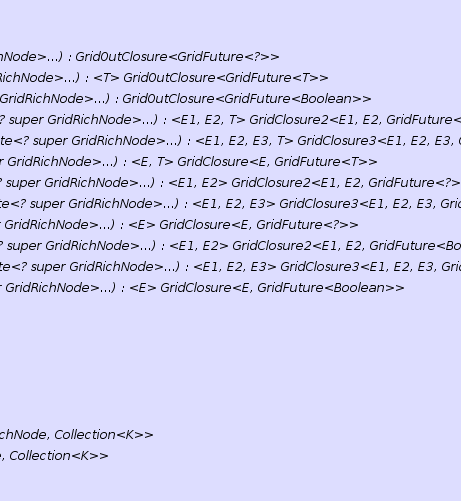 hNode>...) : Grid0utClosure<GridFuture<?>>
RichNode>...) : <T> Grid0utClosure<GridFuture<T>>
GridRichNode>...) : Grid0utClosure<GridFuture<Boolean>>
? super GridRichNode>...) : <E1, E2, T> GridClosure2<E1, E2, GridFuture<
te<? super GridRichNode>...) : <E1, E2, E3, T> GridClosure3<E1, E2, E3, G
r GridRichNode>...) : <E, T> GridClosure<E, GridFuture<T>>
? super GridRichNode>...) : <E1, E2> GridClosure2<E1, E2, GridFuture<?>
te<? super GridRichNode>...) : <E1, E2, E3> GridClosure3<E1, E2, E3, Grid
r GridRichNode>...) : <E> GridClosure<E, GridFuture<?>>
? super GridRichNode>...) : <E1, E2> GridClosure2<E1, E2, GridFuture<Bo
te<? super GridRichNode>...) : <E1, E2, E3> GridClosure3<E1, E2, E3, Grid
r GridRichNode>...) : <E> GridClosure<E, GridFuture<Boolean>>
ichNode, Collection<K>>
e, Collection<K>>